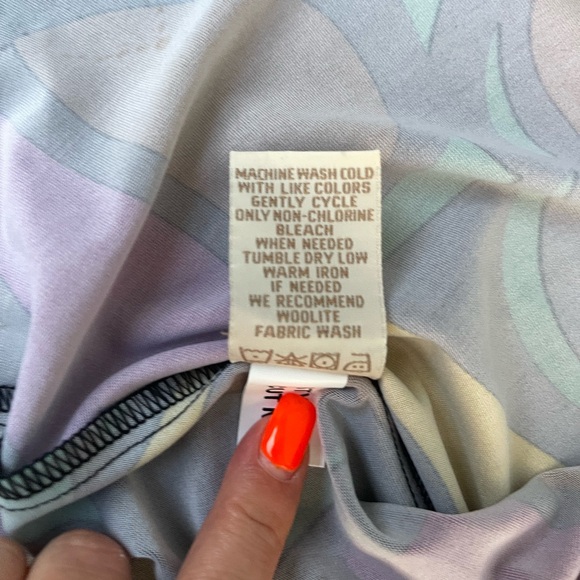 MACHINE WASH COLD
WITH LIKE COLORS
GENTLY CYCLE
ONLY NON-CHLORINE
BLEACH
WHEN NEEDED
TUMBLE DRY LOW
WARM IRON
IF NEEDED
WE RECOMMEND
WOOLITE
FABRIC WASH